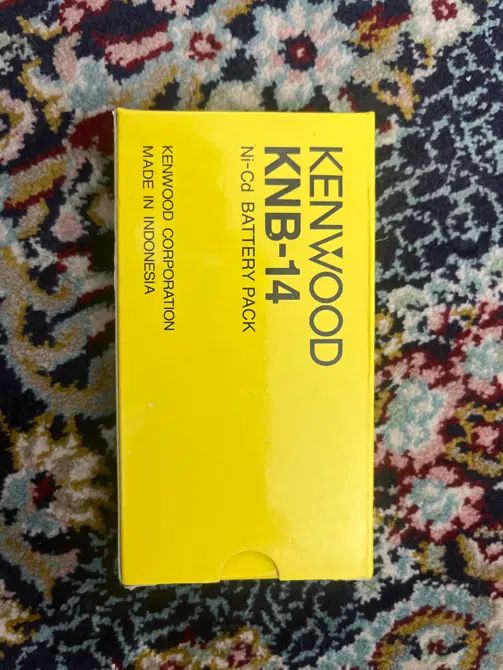 KENWOOD
KNB-14
Ni-Cd BATTERY PACK
KENWOOD CORPORATION
MADE IN INDONESIA